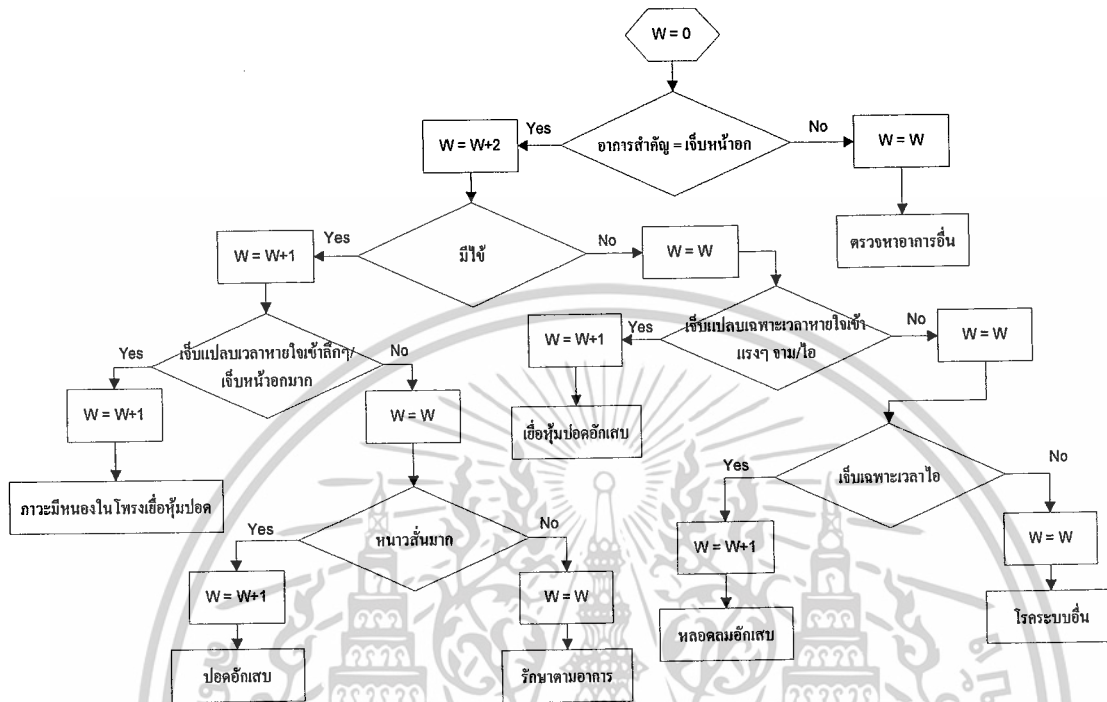 W = 0
Yes
No
W = W+2
อาการสำคัญ = เจ็บหน้าอก
W = W
ตรวจหาอาการอื่น
Yes
No
W = W+1
มีไข้
W = W
Yes
No
เจ็บแปลบเวลาหายใจเข้าลึกๆ/
เจ็บหน้าอกมาก
W = W+1
W = W
ภาวะมีหนองในโพรงเยื่อหุ้มปอด
Yes
No
หนาวสั่นมาก
W = W+1
W = W
ปอดอักเสบ
รักษาตามอาการ
Yes
No
เจ็บแปลบเฉพาะเวลาหายใจเข้า
แรงๆ จาม/ไอ
W = W+1
W = W
เยื่อหุ้มปอดอักเสบ
Yes
No
เจ็บเฉพาะเวลาไอ
W = W+1
W = W
หลอดลมอักเสบ
โรคระบบอื่น